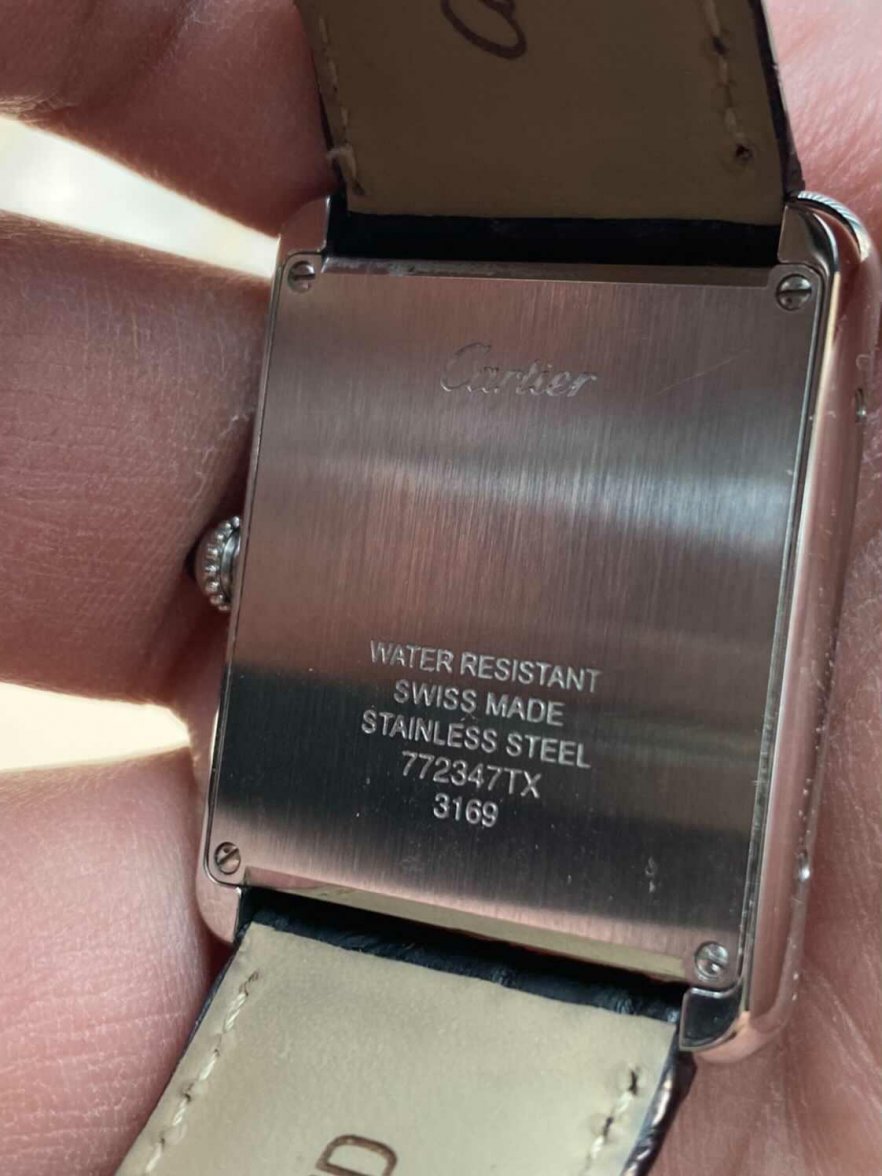 Cartier
WATER RESISTANT
SWISS MADE
STAINLESS STEEL
772347TX
3169
D